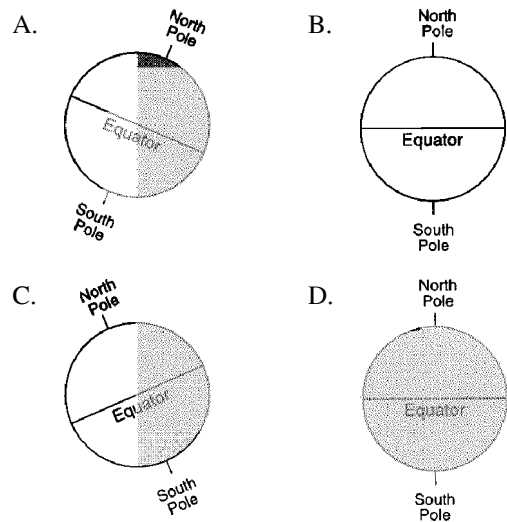 A.
North
Pole
Equator
South
Pole
B.
North
Pole
Equator
South
Pole
C.
North
Pole
Equator
South
Pole
D.
North
Pole
Equator
South
Pole